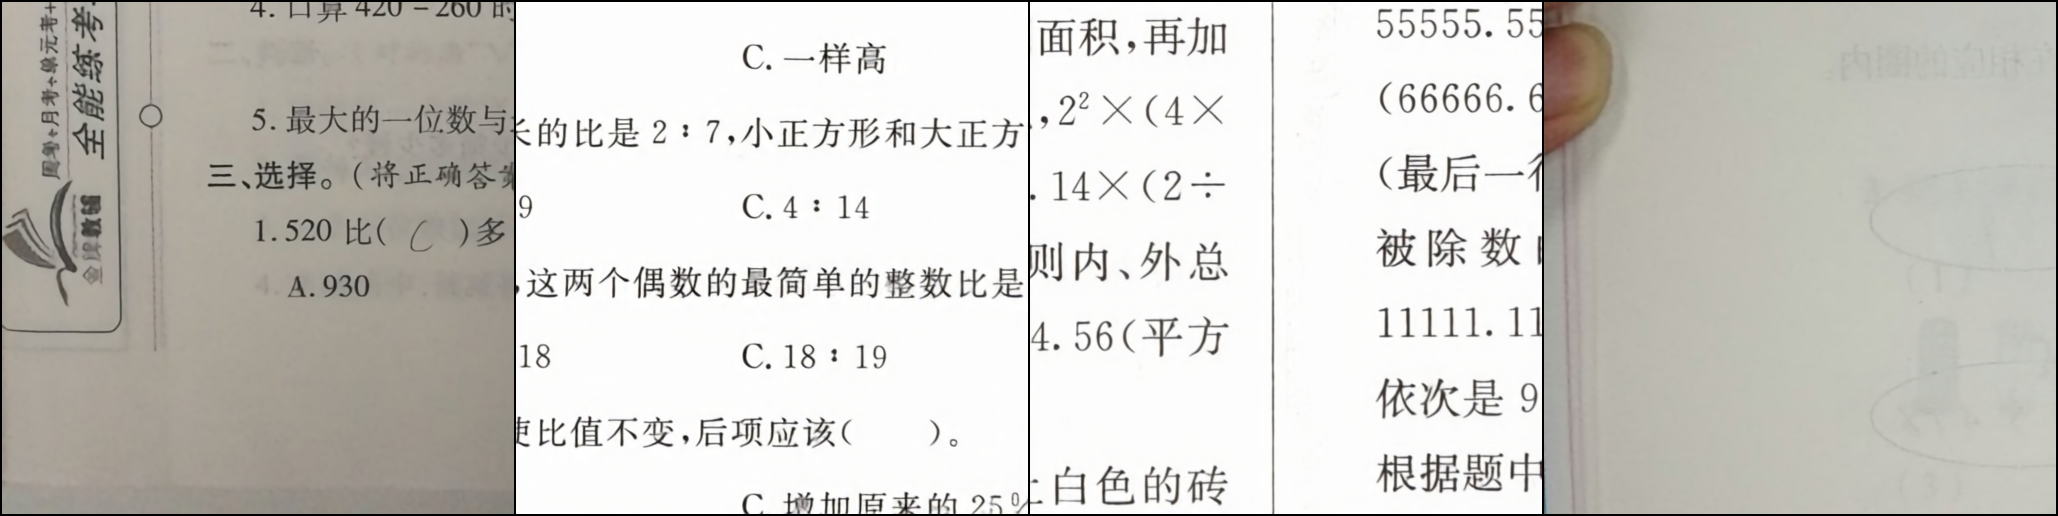 周考+月考+单元考+
全能练考
金牌教辅
4. 口算 420－260 的
5. 最大的一位数与
三、选择。(将正确答案
1. 520 比( C )多
A. 930
C. 一样高
长的比是 2∶7,小正方形和大正方
9
C. 4∶14
,这两个偶数的最简单的整数比是
18
C. 18∶19
使比值不变,后项应该(  )。
C. 增加原来的 25%
面积,再加
,2²×(4×
.14×(2÷
则内、外总
4.56(平方
上白色的砖
55555.55
(66666.6
(最后一行
被除数
11111.11
依次是 9
根据题中
在相应的圈内。
(1)
(3)